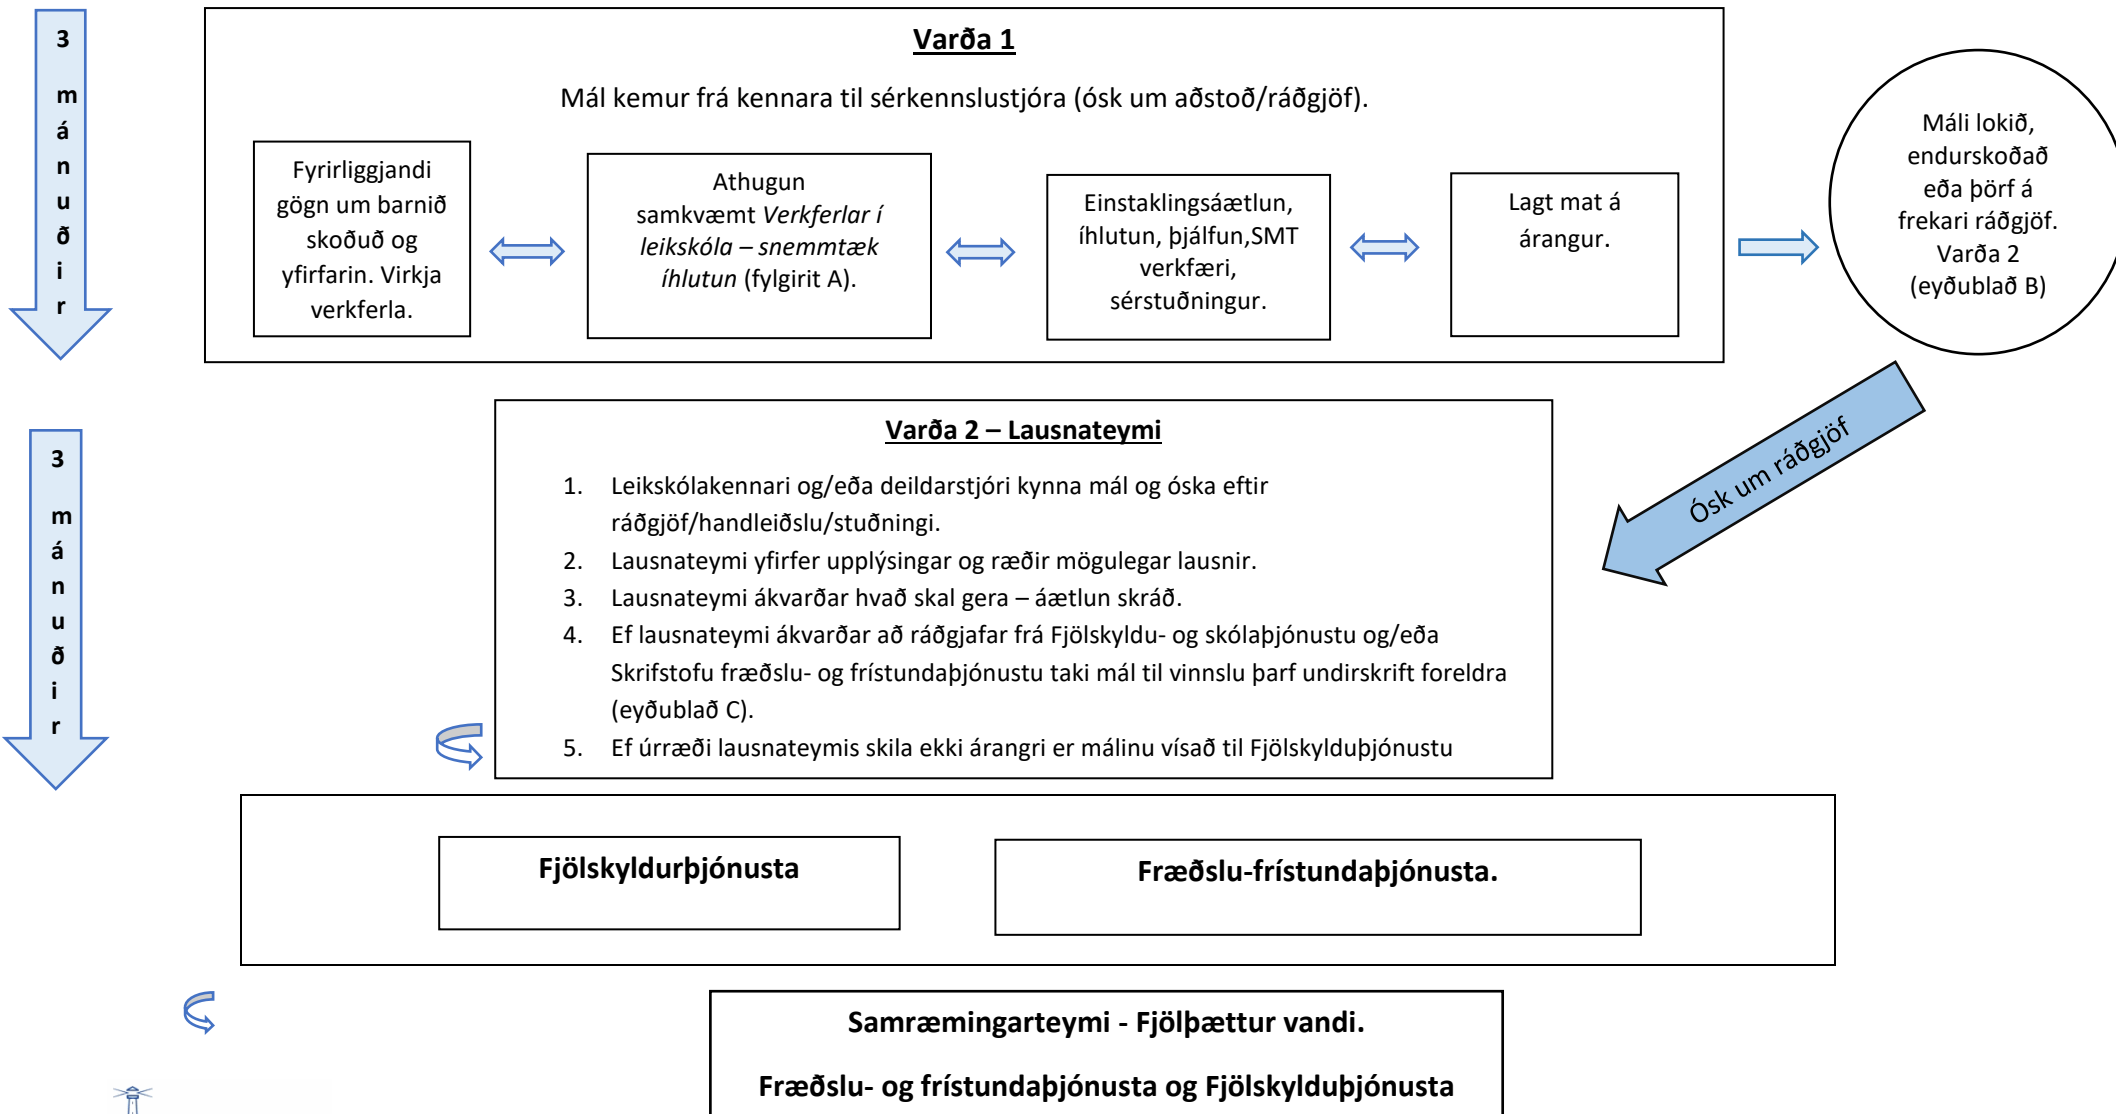 3
m
á
n
u
ð
i
r
Varða 1
Mál kemur frá kennara til sérkennslustjóra (ósk um aðstoð/ráðgjöf).
Fyrirliggjandi
gögn um barnið
skoðuð og
yfirfarin. Virkja
verkferla.
Athugun
samkvæmt Verkferlar í
leikskóla – snemmtæk
íhlutun (fylgirit A).
Einstaklingsáætlun,
íhlutun, þjálfun,SMT
verkfæri,
sérstuðningur.
Lagt mat á
árangur.
Máli lokið,
endurskoðað
eða þörf á
frekari ráðgjöf.
Varða 2
(eyðublað B)
Ósk um ráðgjöf
3
m
á
n
u
ð
i
r
Varða 2 – Lausnateymi
1. Leikskólakennari og/eða deildarstjóri kynna mál og óska eftir
ráðgjöf/handleiðslu/stuðningi.
2. Lausnateymi yfirfer upplýsingar og ræðir mögulegar lausnir.
3. Lausnateymi ákvarðar hvað skal gera – áætlun skráð.
4. Ef lausnateymi ákvarðar að ráðgjafar frá Fjölskyldu- og skólaþjónustu og/eða
Skrifstofu fræðslu- og frístundaþjónustu taki mál til vinnslu þarf undirskrift foreldra
(eyðublað C).
5. Ef úrræði lausnateymis skila ekki árangri er málinu vísað til Fjölskylduþjónustu
Fjölskyldurþjónusta
Fræðslu-frístundaþjónusta.
Samræmingarteymi - Fjölþættur vandi.
Fræðslu- og frístundaþjónusta og Fjölskylduþjónusta